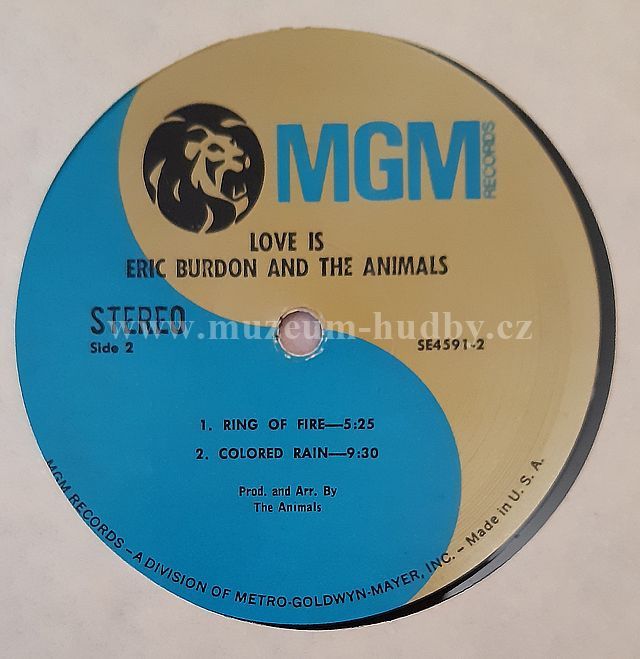 MGM RECORDS
LOVE IS
ERIC BURDON AND THE ANIMALS
STEREO
www.muzeum-hudby.cz
Side 2
SE4591-2
1. RING OF FIRE—5:25
2. COLORED RAIN—9:30
Prod. and Arr. By
The Animals
MGM RECORDS – A DIVISION OF METRO-GOLDWYN-MAYER, INC. – Made in U. S. A.